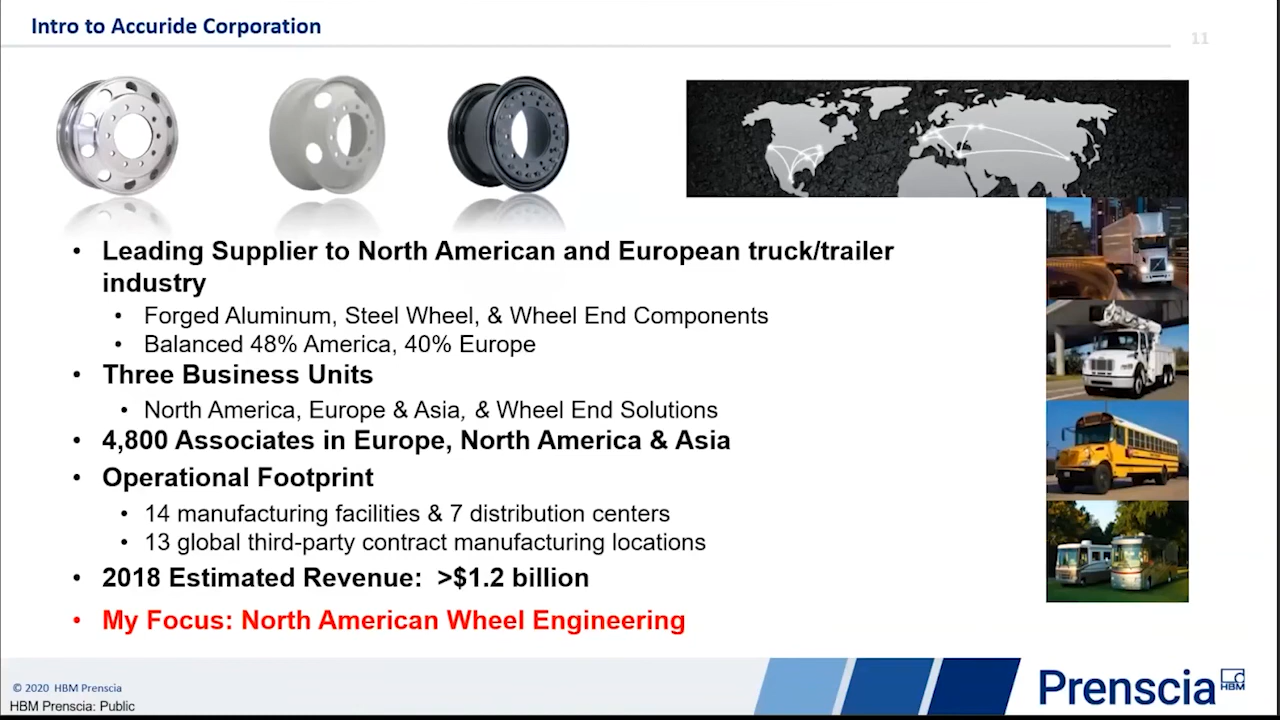 Intro to Accuride Corporation
11
• Leading Supplier to North American and European truck/trailer
industry
• Forged Aluminum, Steel Wheel, & Wheel End Components
• Balanced 48% America, 40% Europe
• Three Business Units
• North America, Europe & Asia, & Wheel End Solutions
• 4,800 Associates in Europe, North America & Asia
• Operational Footprint
• 14 manufacturing facilities & 7 distribution centers
• 13 global third-party contract manufacturing locations
• 2018 Estimated Revenue:  >$1.2 billion
• My Focus: North American Wheel Engineering
© 2020 HBM Prenscia
HBM Prenscia: Public
Prenscia HBM